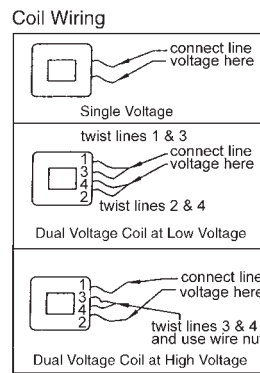 Coil Wiring
connect line
voltage here
Single Voltage
twist lines 1 & 3
1
3
4
2
connect line
voltage here
twist lines 2 & 4
Dual Voltage Coil at Low Voltage
1
3
4
2
connect line
voltage here
twist lines 3 & 4
and use wire nu
Dual Voltage Coil at High Voltage